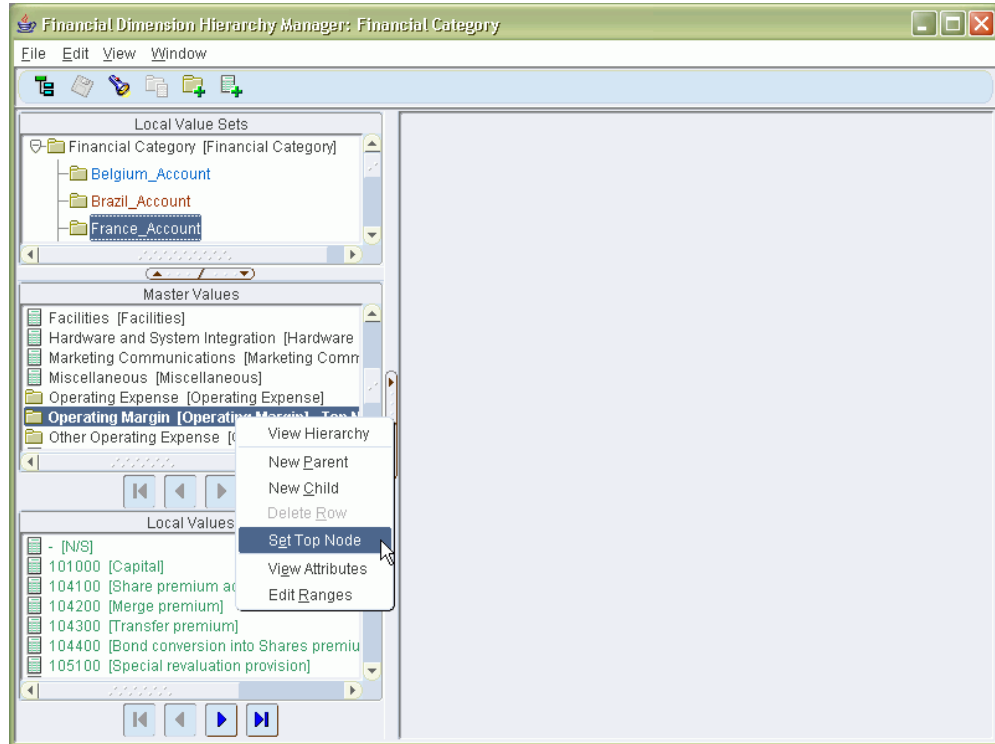 Financial Dimension Hierarchy Manager: Financial Category
File Edit View Window
Local Value Sets
Financial Category [Financial Category]
Belgium_Account
Brazil_Account
France_Account
Master Values
Facilities [Facilities]
Hardware and System Integration [Hardware
Marketing Communications [Marketing Comm
Miscellaneous [Miscellaneous]
Operating Expense [Operating Expense]
Operating Margin [Operating Margin] - Top N
Other Operating Expense [
View Hierarchy
New Parent
New Child
Delete Row
Set Top Node
View Attributes
Edit Ranges
Local Values
- [N/S]
101000 [Capital]
104100 [Share premium ac
104200 [Merge premium]
104300 [Transfer premium]
104400 [Bond conversion into Shares premiu
105100 [Special revaluation provision]